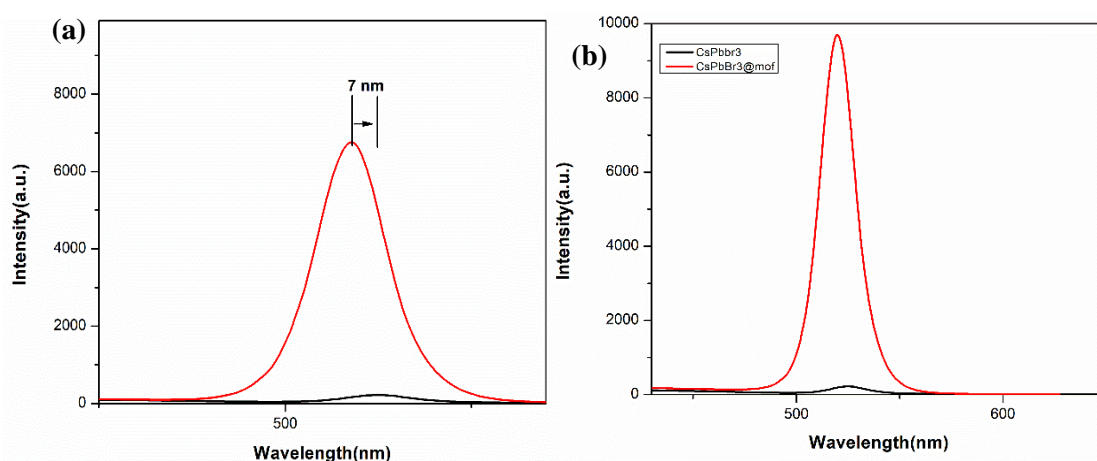 (a)
7 nm
8000
6000
4000
2000
0
500
Intensity(a.u.)
Wavelength(nm)
(b)
CsPbbr3
CsPbBr3@mof
10000
8000
6000
4000
2000
0
500
600
Intensity(a.u.)
Wavelength(nm)